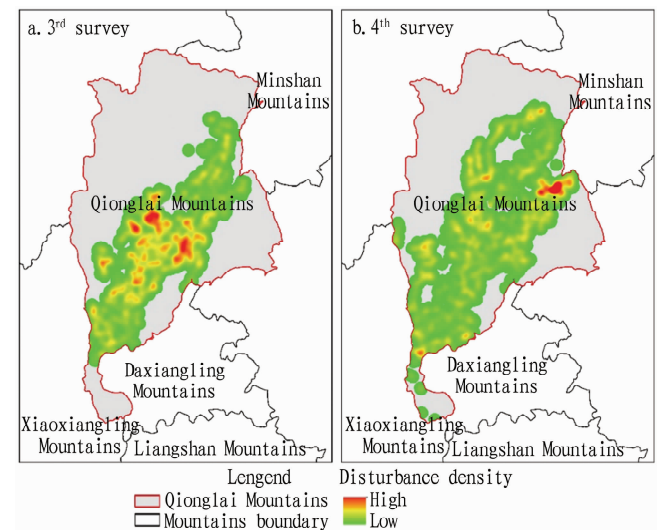 a. 3rd survey
Minshan
Mountains
Qionglai Mountains
Daxiangling
Mountains
Xiaoxiangling
Mountains
Liangshan Mountains
b. 4th survey
Minshan
Mountains
Qionglai Mountains
Daxiangling
Mountains
Xiaoxiangling
Mountains
Liangshan Mountains
Lengend
Disturbance density
Qionglai Mountains
High
Mountains boundary
Low